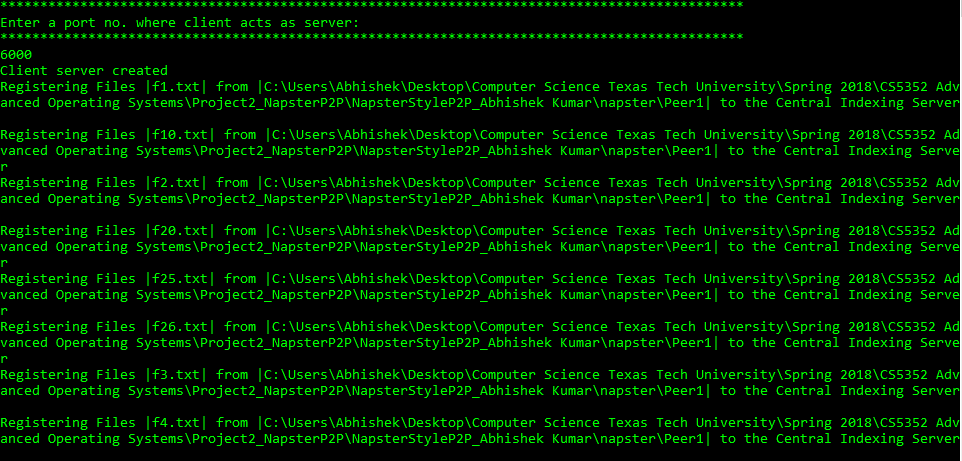 *********************************************************************************************
Enter a port no. where client acts as server:
*********************************************************************************************
6000
Client server created
Registering Files |f1.txt| from |C:\Users\Abhishek\Desktop\Computer Science Texas Tech University\Spring 2018\CS5352 Adv
anced Operating Systems\Project2_NapsterP2P\NapsterStyleP2P_Abhishek Kumar\napster\Peer1| to the Central Indexing Server
Registering Files |f10.txt| from |C:\Users\Abhishek\Desktop\Computer Science Texas Tech University\Spring 2018\CS5352 Ad
vanced Operating Systems\Project2_NapsterP2P\NapsterStyleP2P_Abhishek Kumar\napster\Peer1| to the Central Indexing Serve
r
Registering Files |f2.txt| from |C:\Users\Abhishek\Desktop\Computer Science Texas Tech University\Spring 2018\CS5352 Adv
anced Operating Systems\Project2_NapsterP2P\NapsterStyleP2P_Abhishek Kumar\napster\Peer1| to the Central Indexing Server
Registering Files |f20.txt| from |C:\Users\Abhishek\Desktop\Computer Science Texas Tech University\Spring 2018\CS5352 Ad
vanced Operating Systems\Project2_NapsterP2P\NapsterStyleP2P_Abhishek Kumar\napster\Peer1| to the Central Indexing Serve
r
Registering Files |f25.txt| from |C:\Users\Abhishek\Desktop\Computer Science Texas Tech University\Spring 2018\CS5352 Ad
vanced Operating Systems\Project2_NapsterP2P\NapsterStyleP2P_Abhishek Kumar\napster\Peer1| to the Central Indexing Serve
r
Registering Files |f26.txt| from |C:\Users\Abhishek\Desktop\Computer Science Texas Tech University\Spring 2018\CS5352 Ad
vanced Operating Systems\Project2_NapsterP2P\NapsterStyleP2P_Abhishek Kumar\napster\Peer1| to the Central Indexing Serve
r
Registering Files |f3.txt| from |C:\Users\Abhishek\Desktop\Computer Science Texas Tech University\Spring 2018\CS5352 Adv
anced Operating Systems\Project2_NapsterP2P\NapsterStyleP2P_Abhishek Kumar\napster\Peer1| to the Central Indexing Server
Registering Files |f4.txt| from |C:\Users\Abhishek\Desktop\Computer Science Texas Tech University\Spring 2018\CS5352 Adv
anced Operating Systems\Project2_NapsterP2P\NapsterStyleP2P_Abhishek Kumar\napster\Peer1| to the Central Indexing Server